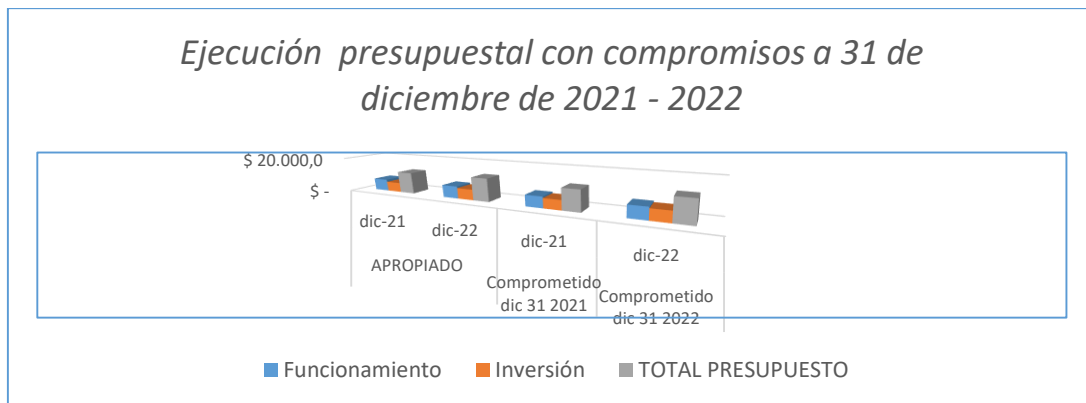 Ejecución presupuestal con compromisos a 31 de
diciembre de 2021 - 2022
$ 20.000,0
$ -
dic-21
dic-22
dic-21
dic-22
APROPIADO
Comprometido
dic 31 2021
Comprometido
dic 31 2022
Funcionamiento
Inversión
TOTAL PRESUPUESTO